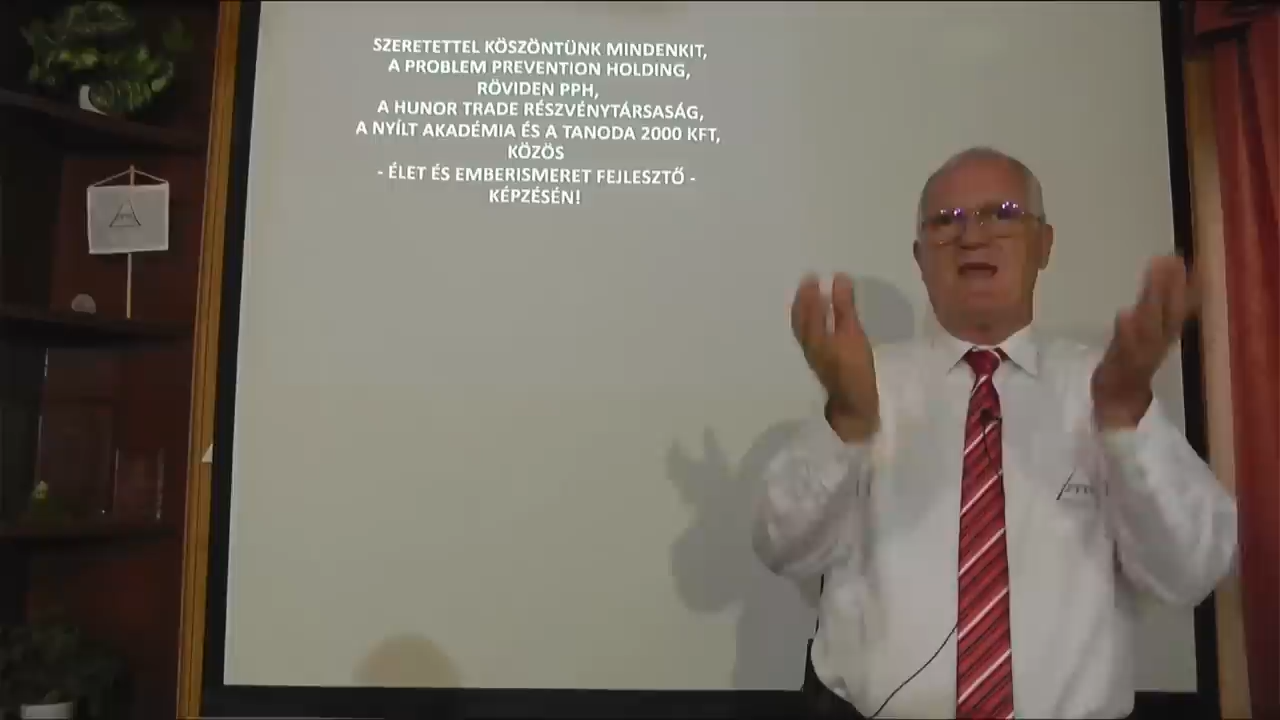 SZERETETTEL KÖSZÖNTÜNK MINDENKIT,
A PROBLEM PREVENTION HOLDING,
RÖVIDEN PPH,
A HUNOR TRADE RÉSZVÉNYTÁRSASÁG,
A NYÍLT AKADÉMIA ÉS A TANODA 2000 KFT,
KÖZÖS
- ÉLET ÉS EMBERISMERET FEJLESZTŐ -
KÉPZÉSÉN!